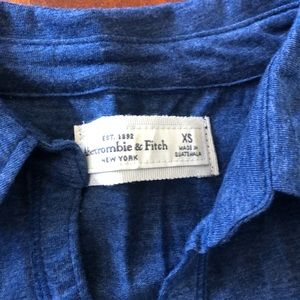 EST. 1892
Abercrombie & Fitch
NEW YORK
XS
MADE IN
GUATEMALA